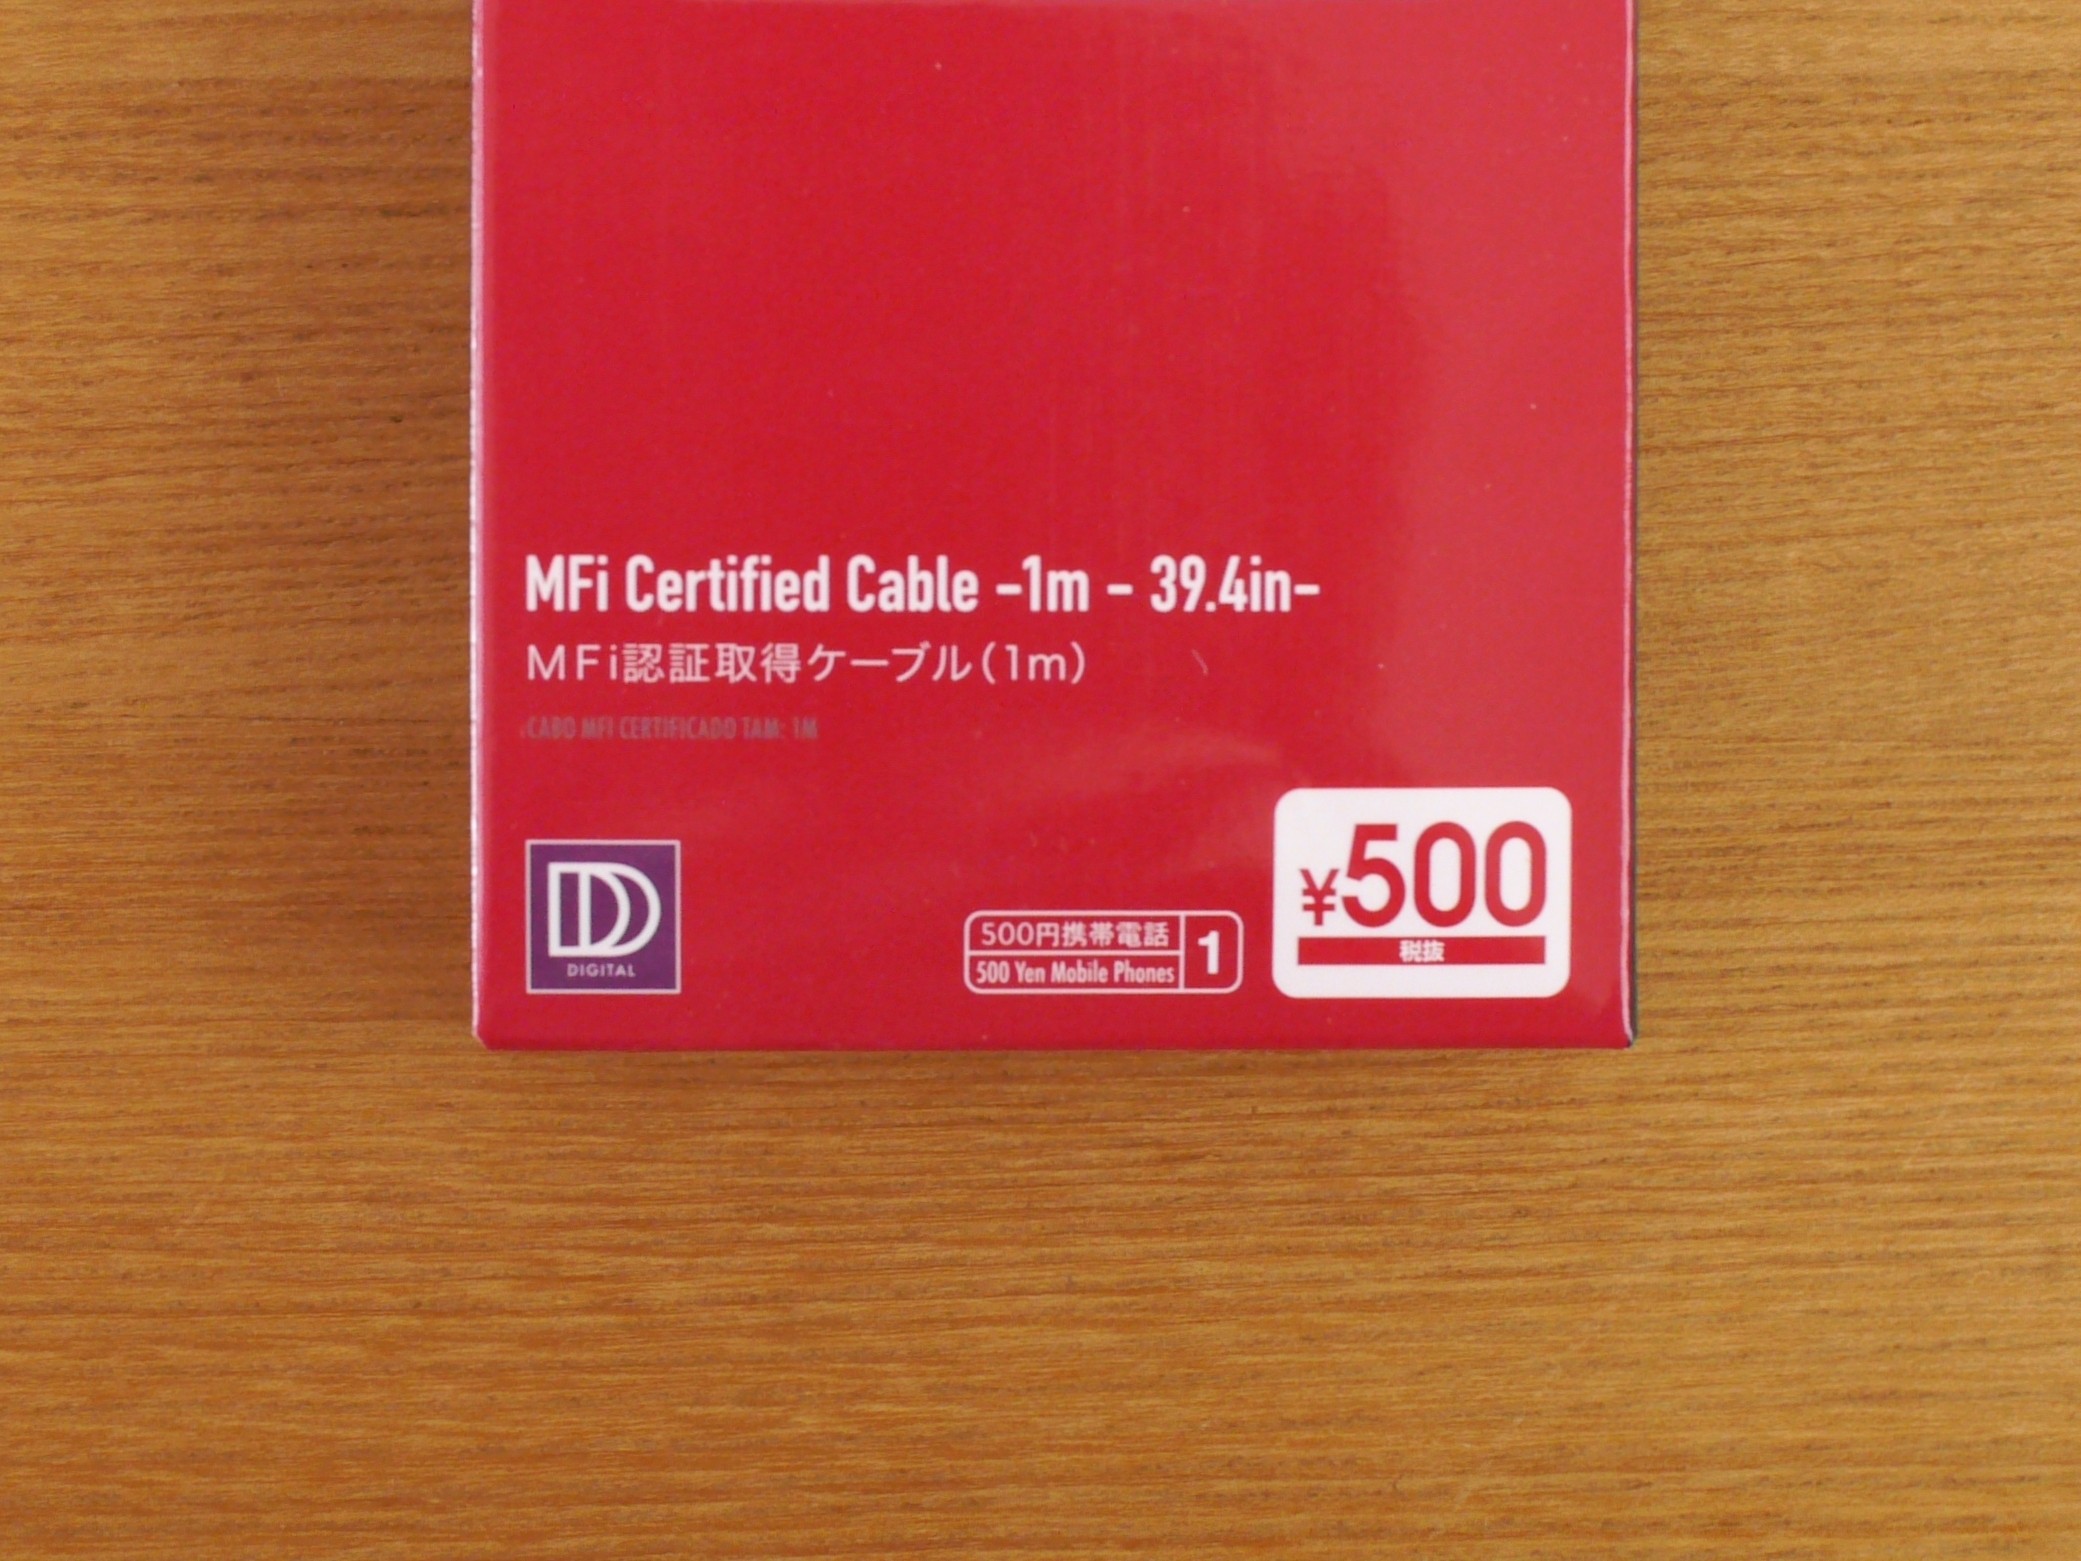 MFi Certified Cable -1m - 39.4in-
MFi認証取得ケーブル(1m)
CABO MFI CERTIFICADO TAM: 1M
DIGITAL
500円携帯電話
500 Yen Mobile Phones
1
¥500
税抜